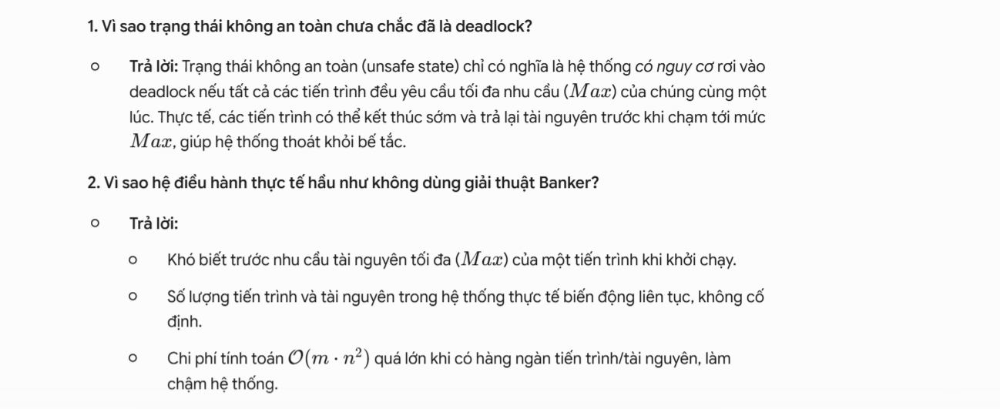 1. Vì sao trạng thái không an toàn chưa chắc đã là deadlock?
Trả lời: Trạng thái không an toàn (unsafe state) chỉ có nghĩa là hệ thống có nguy cơ rơi vào
deadlock nếu tất cả các tiến trình đều yêu cầu tối đa nhu cầu (Max) của chúng cùng một
lúc. Thực tế, các tiến trình có thể kết thúc sớm và trả lại tài nguyên trước khi chạm tới mức
Max, giúp hệ thống thoát khỏi bế tắc.
2. Vì sao hệ điều hành thực tế hầu như không dùng giải thuật Banker?
Trả lời:
Khó biết trước nhu cầu tài nguyên tối đa (Max) của một tiến trình khi khởi chạy.
Số lượng tiến trình và tài nguyên trong hệ thống thực tế biến động liên tục, không cố
định.
Chi phí tính toán O(m · n²) quá lớn khi có hàng ngàn tiến trình/tài nguyên, làm
chậm hệ thống.